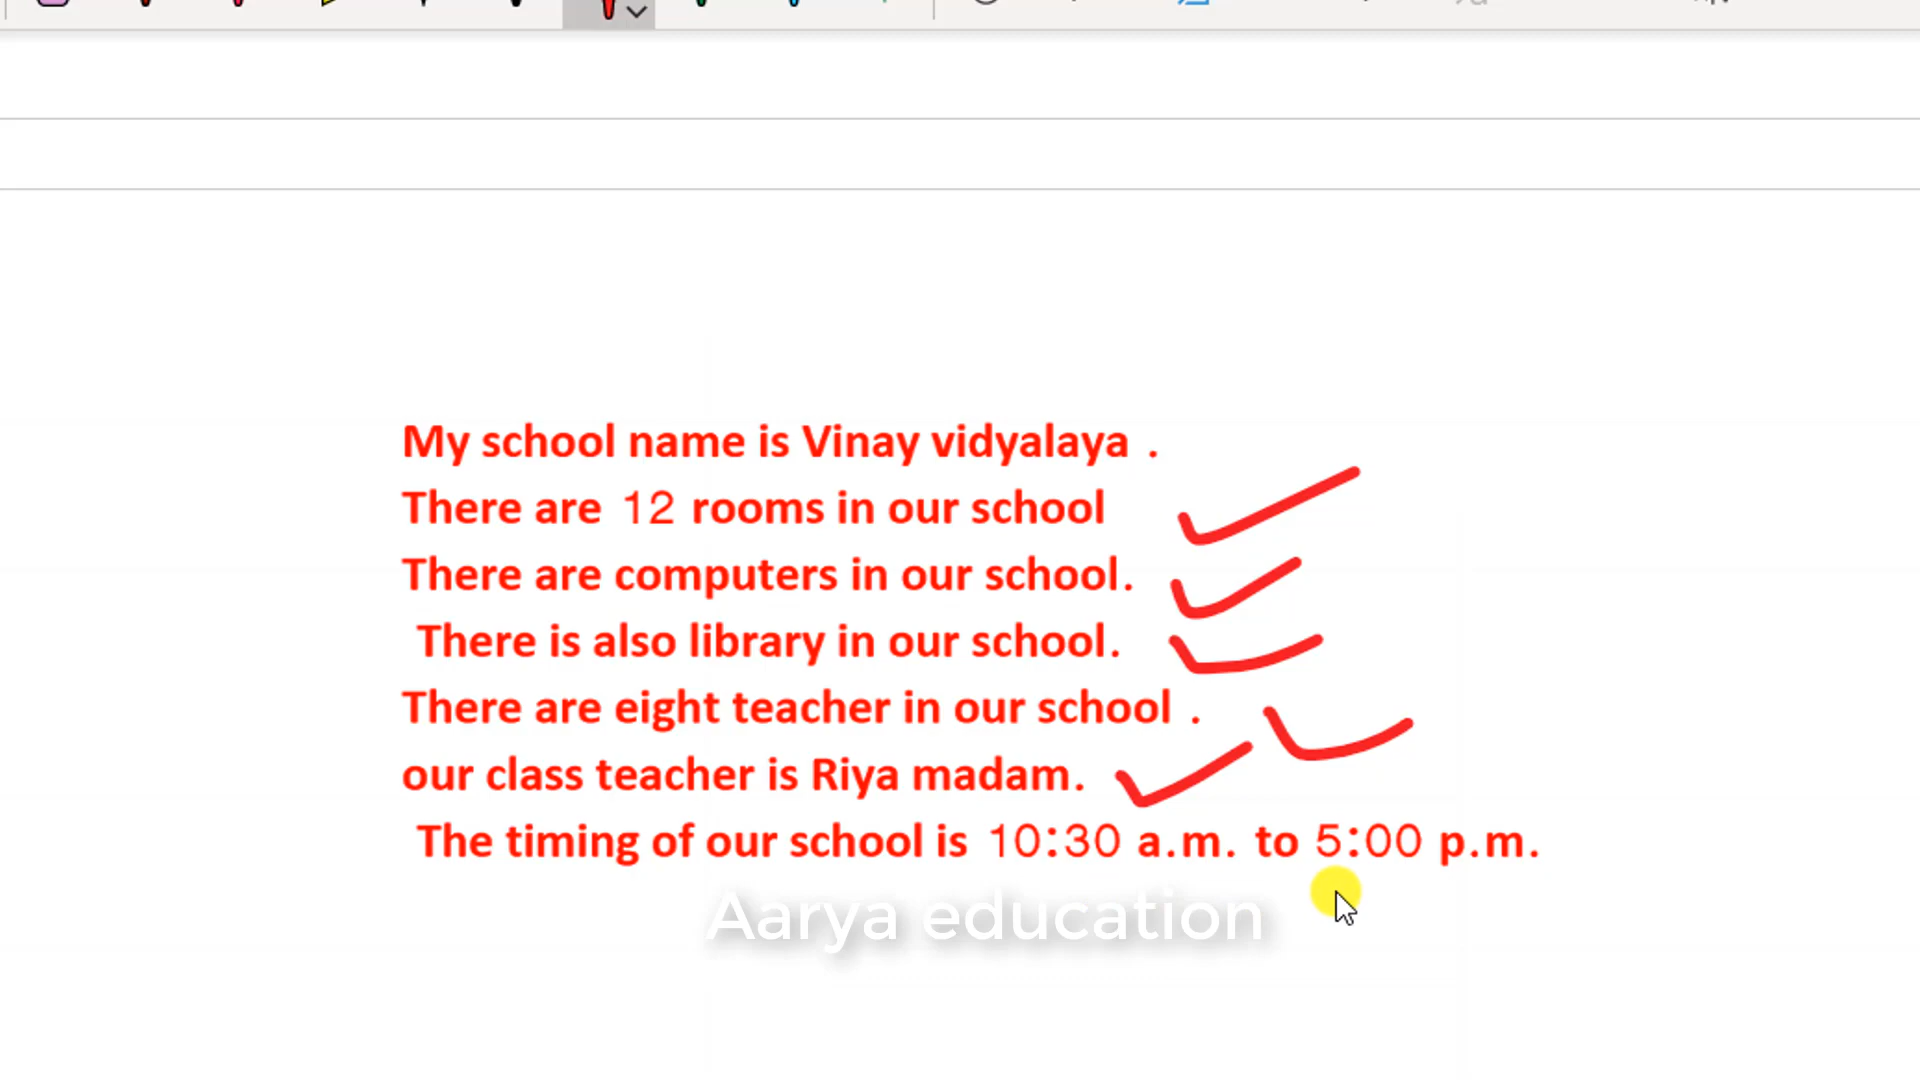 My school name is Vinay vidyalaya .
There are 12 rooms in our school
There are computers in our school.
There is also library in our school.
There are eight teacher in our school .
our class teacher is Riya madam.
The timing of our school is 10:30 a.m. to 5:00 p.m.
Aarya education